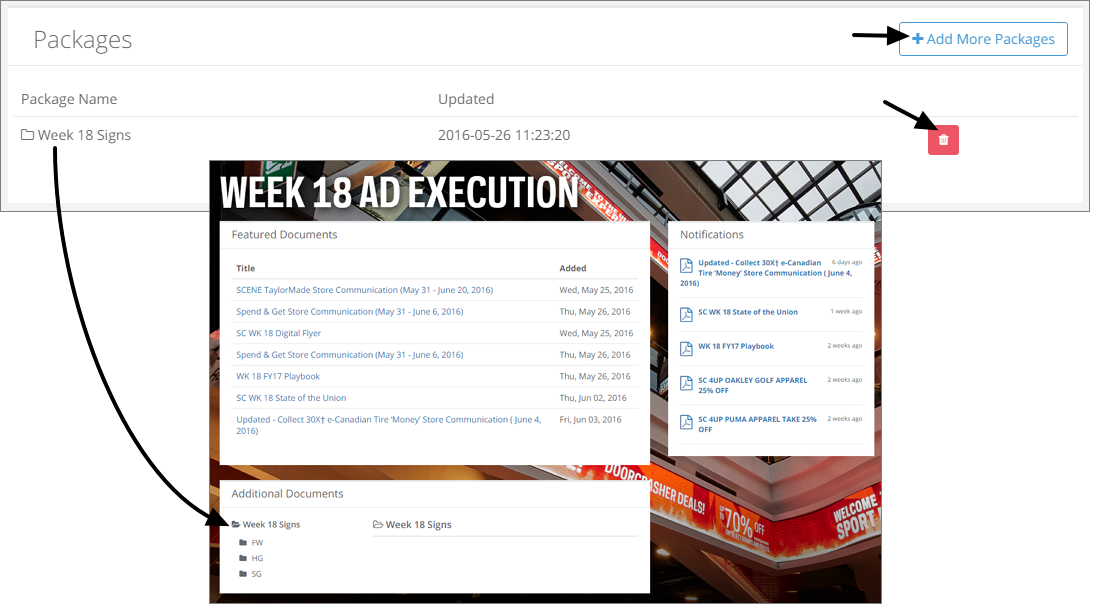 Packages
+ Add More Packages
Package Name Updated
Week 18 Signs 2016-05-26 11:23:20
WEEK 18 AD EXECUTION
WELCOME TO THE
SPORT EXPER
Featured Documents
Title Added
SCENE TaylorMade Store Communication (May 31 - June 20, 2016) Wed, May 25, 2016
Spend & Get Store Communication (May 31 - June 6, 2016) Thu, May 26, 2016
SC WK 18 Digital Flyer Wed, May 25, 2016
Spend & Get Store Communication (May 31 - June 6, 2016) Thu, May 26, 2016
WK 18 FY17 Playbook Thu, May 26, 2016
SC WK 18 State of the Union Thu, Jun 02, 2016
Updated - Collect 30X† e-Canadian Tire ‘Money’ Store Communication ( June 4, Fri, Jun 03, 2016
2016)
Notifications
Updated - Collect 30X† e-Canadian 6 days ago
Tire ‘Money’ Store Communication ( June 4,
2016)
SC WK 18 State of the Union 1 week ago
WK 18 FY17 Playbook 2 weeks ago
SC 4UP OAKLEY GOLF APPAREL 2 weeks ago
25% OFF
SC 4UP PUMA APPAREL TAKE 25% 2 weeks ago
OFF
DOORCRASHER DEALS!
UP TO 70% OFF
WELCOME
SPORT
Additional Documents
Week 18 Signs
FW
HG
SG
Week 18 Signs